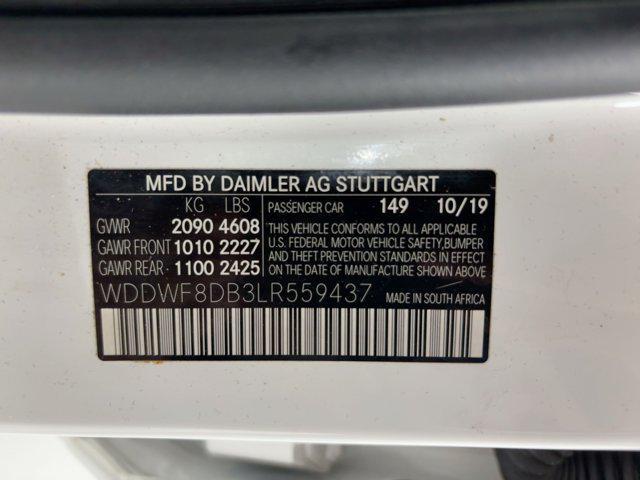 MFD BY DAIMLER AG STUTTGART
KG LBS PASSENGER CAR 149 10/19
GVWR 2090 4608
GAWR FRONT 1010 2227
GAWR REAR 1100 2425
THIS VEHICLE CONFORMS TO ALL APPLICABLE
U.S. FEDERAL MOTOR VEHICLE SAFETY,BUMPER
AND THEFT PREVENTION STANDARDS IN EFFECT
ON THE DATE OF MANUFACTURE SHOWN ABOVE
WDDWF8DB3LR559437 MADE IN SOUTH AFRICA